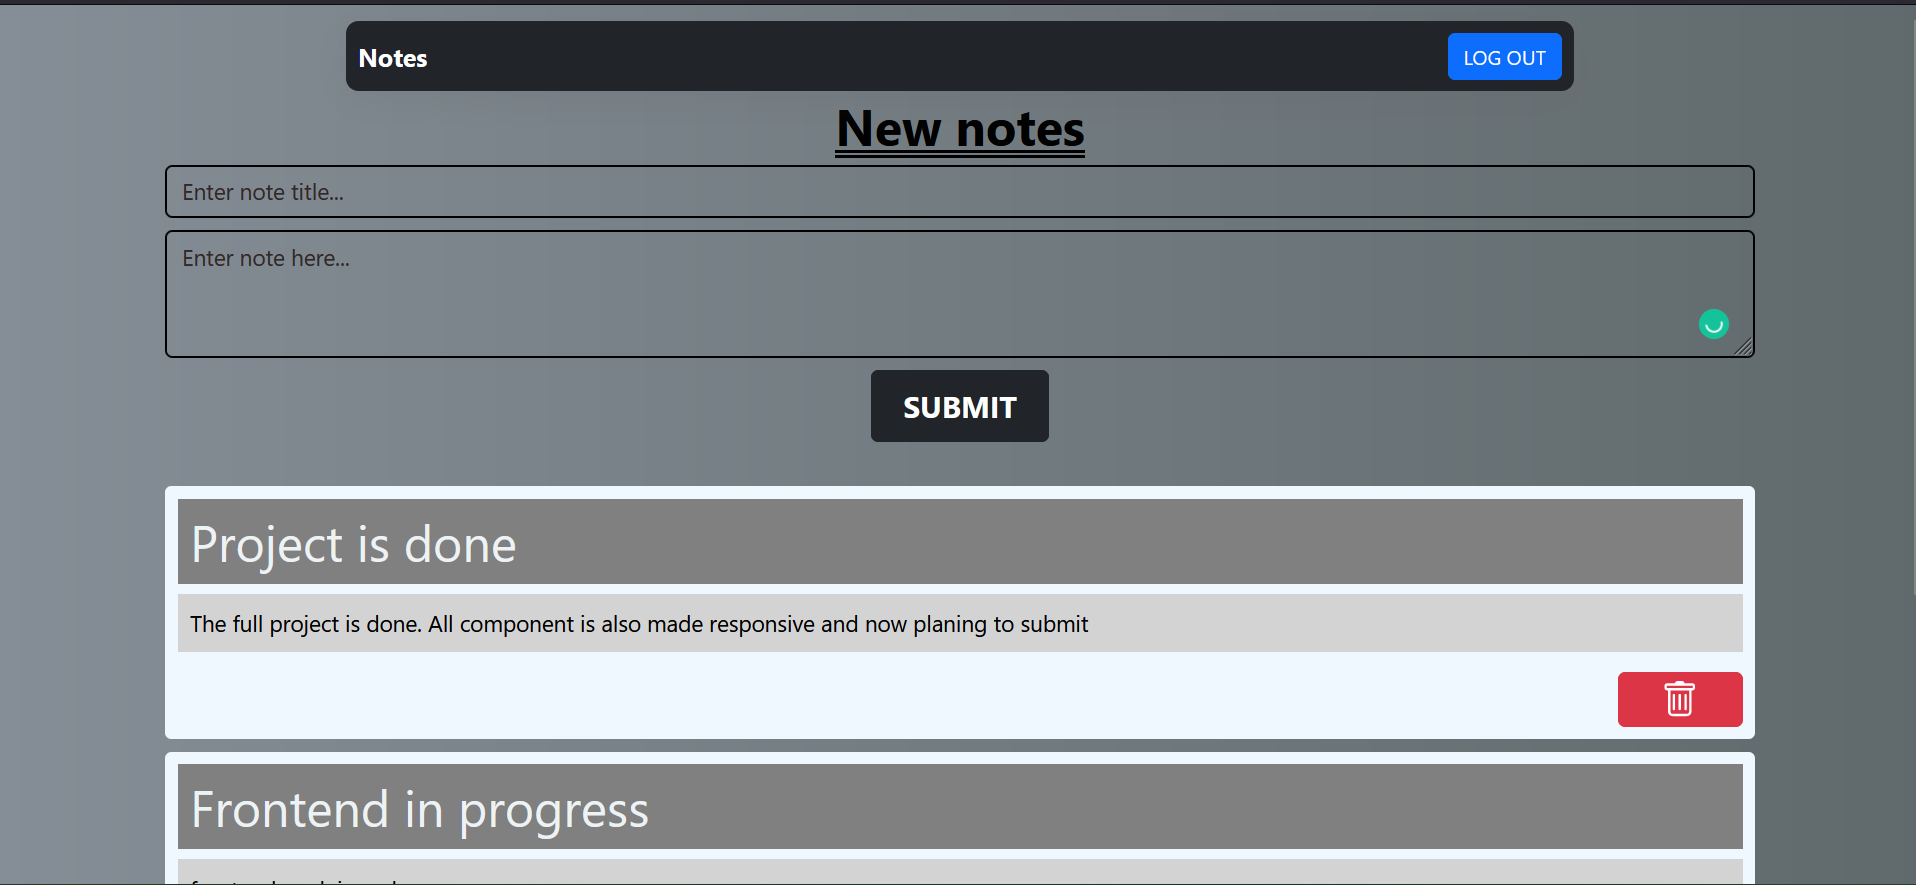 Notes
LOG OUT
New notes
Enter note title...
Enter note here...
SUBMIT
Project is done
The full project is done. All component is also made responsive and now planing to submit
Frontend in progress